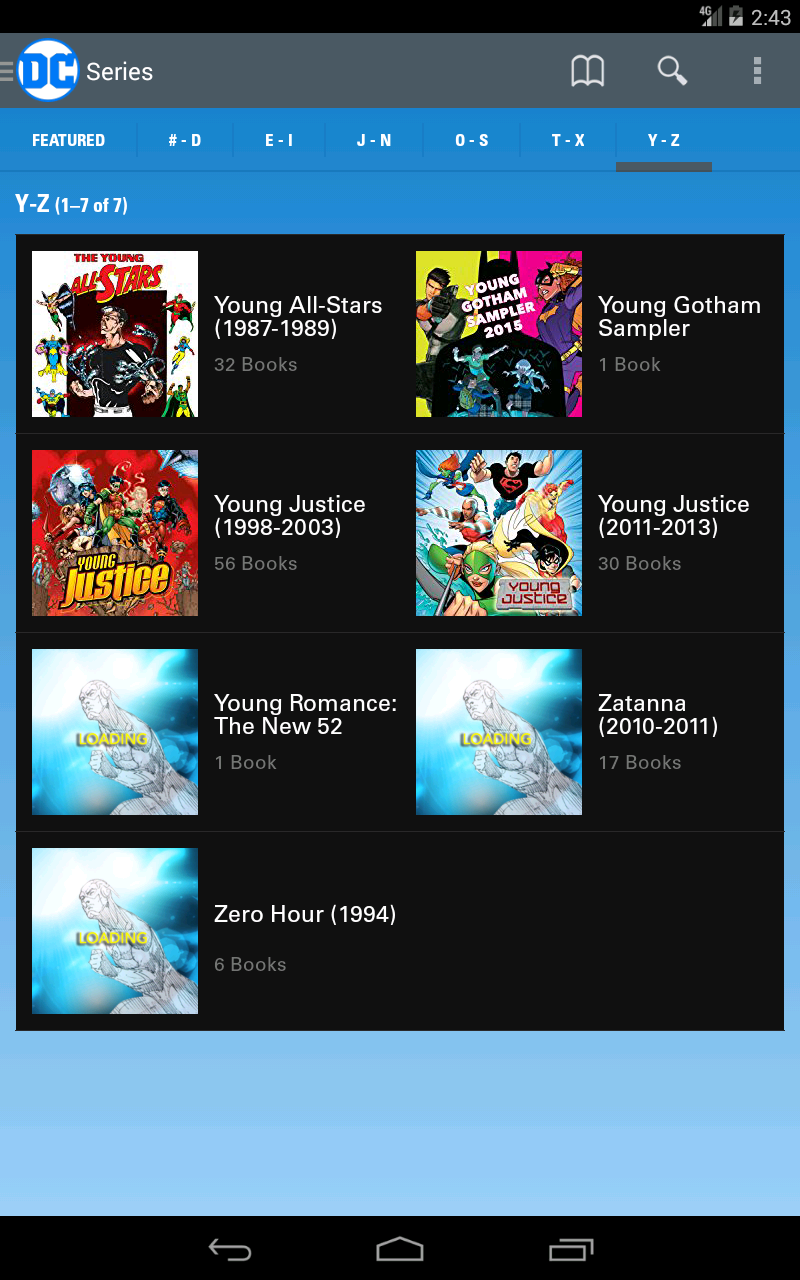 4G 2:43
DC Series
FEATURED # - D E - I J - N O - S T - X Y - Z
Y-Z (1–7 of 7)
THE YOUNG
ALL-STARS
Young All-Stars
(1987-1989)
32 Books
YOUNG
GOTHAM
SAMPLER
2015
Young Gotham
Sampler
1 Book
YOUNG
JUSTICE
Young Justice
(1998-2003)
56 Books
YOUNG
JUSTICE
Young Justice
(2011-2013)
30 Books
LOADING
Young Romance:
The New 52
1 Book
LOADING
Zatanna
(2010-2011)
17 Books
LOADING
Zero Hour (1994)
6 Books